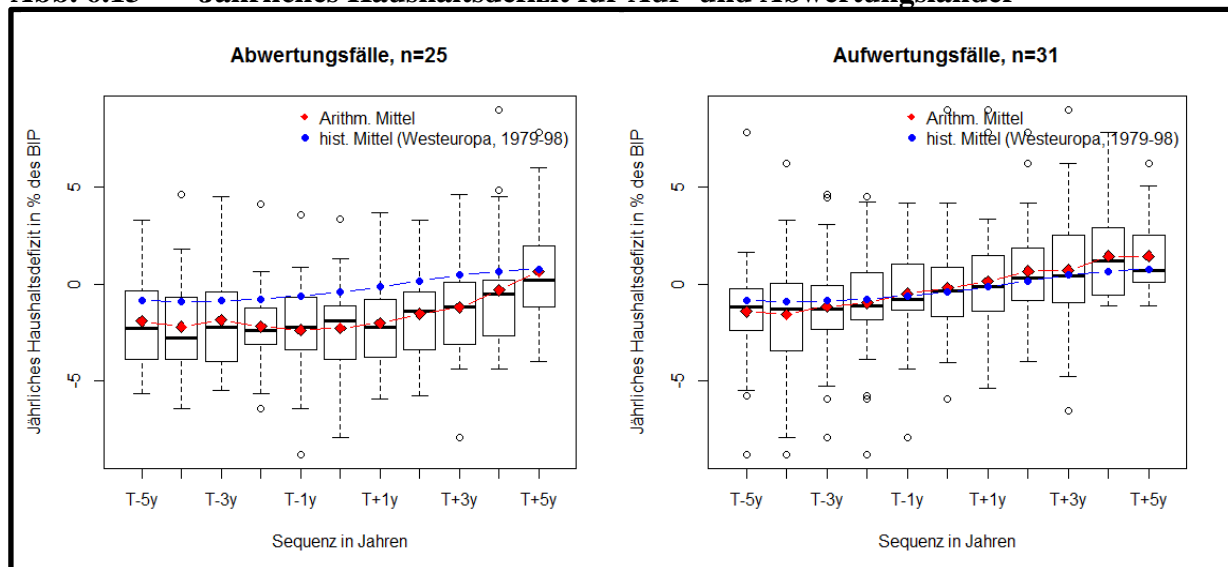 Abb. 6.13 Jährliches Haushaltsdefizit für Auf- und Abwertungsländer
Abwertungsfälle, n=25
Arithm. Mittel
hist. Mittel (Westeuropa, 1979-98)
Jährliches Haushaltsdefizit in % des BIP
5
0
-5
T-5y T-3y T-1y T+1y T+3y T+5y
Sequenz in Jahren
Aufwertungsfälle, n=31
Arithm. Mittel
hist. Mittel (Westeuropa, 1979-98)
Jährliches Haushaltsdefizit in % des BIP
5
0
-5
T-5y T-3y T-1y T+1y T+3y T+5y
Sequenz in Jahren